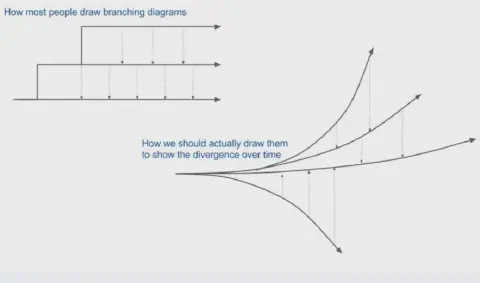 How most people draw branching diagrams
How we should actually draw them
to show the divergence over time